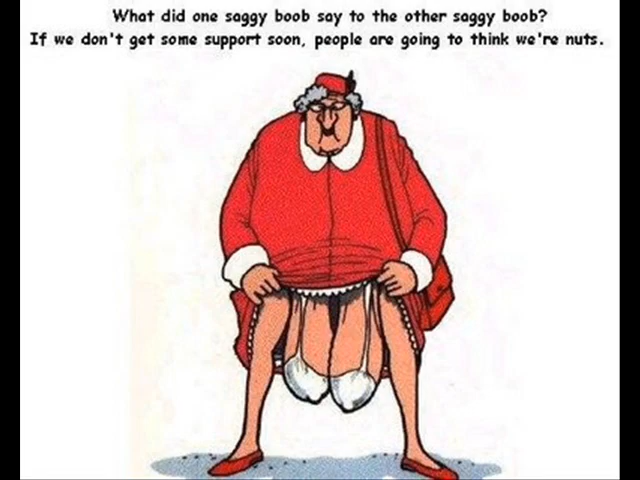 What did one saggy boob say to the other saggy boob?
If we don't get some support soon, people are going to think we're nuts.